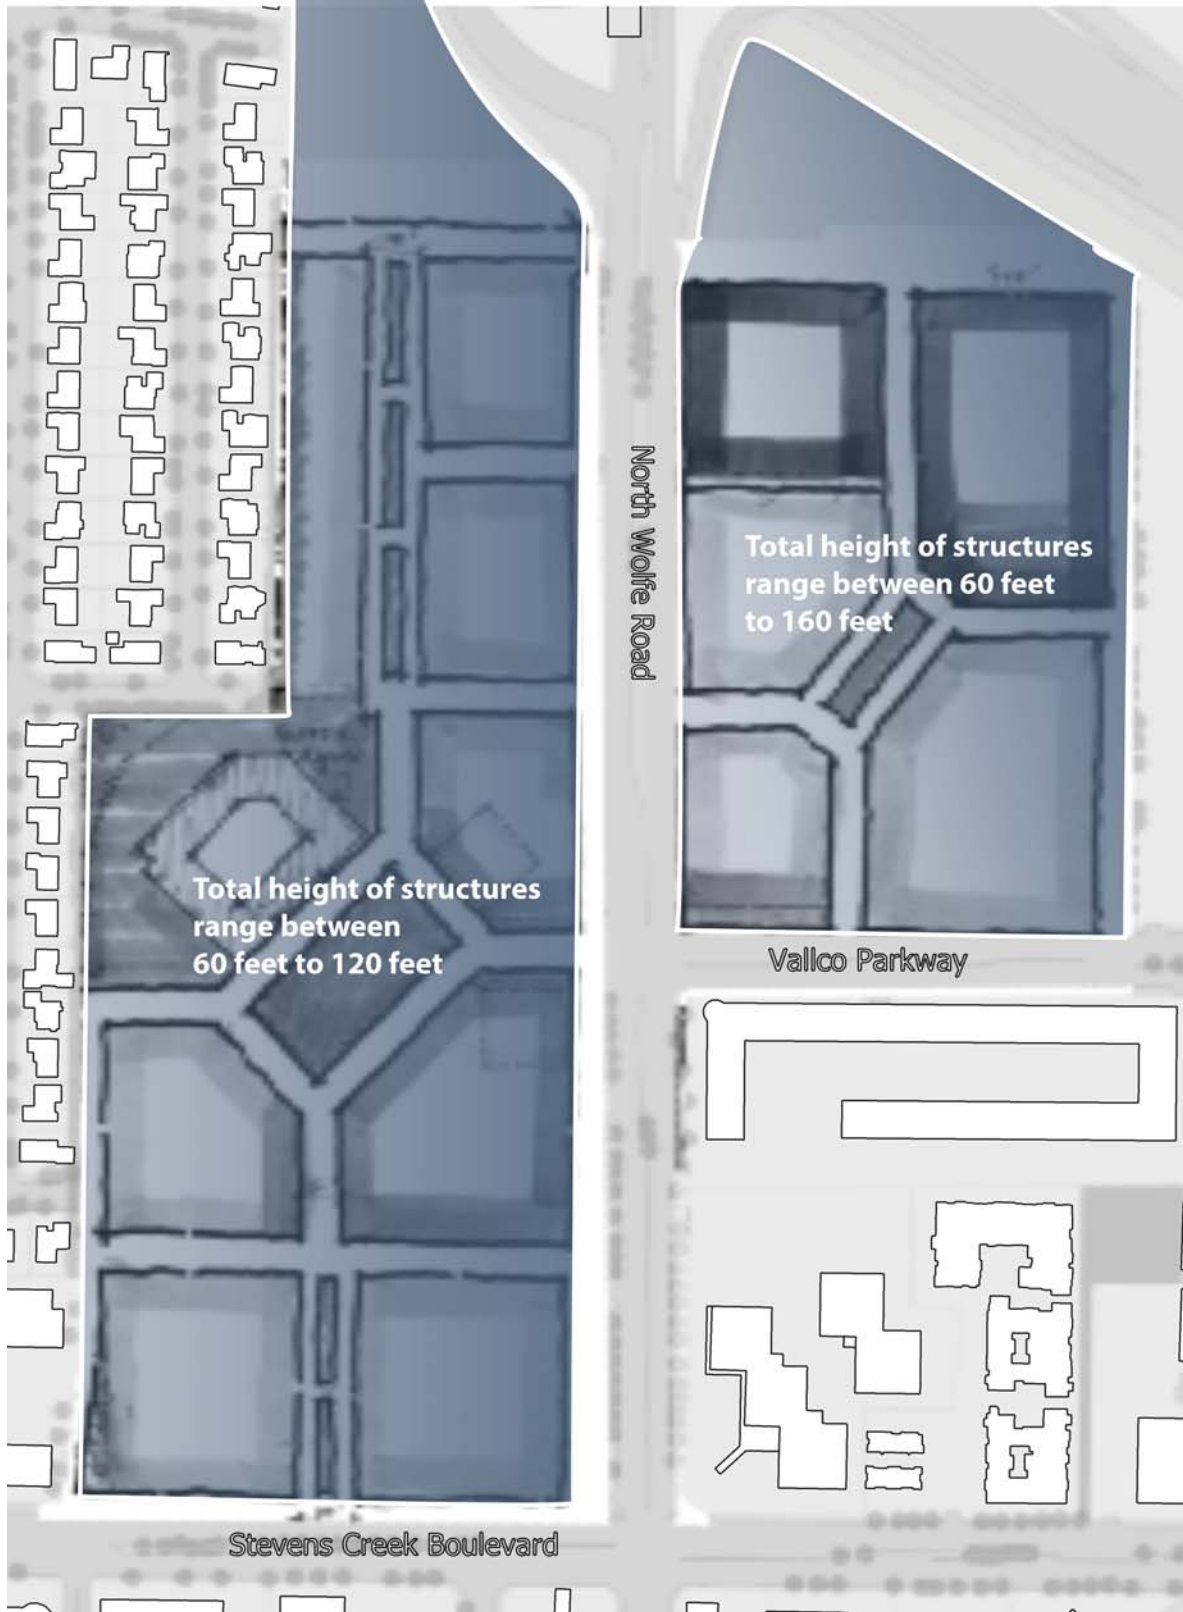 Total height of structures
range between 60 feet
to 160 feet
North Wolfe Road
Total height of structures
range between
60 feet to 120 feet
Vallco Parkway
Stevens Creek Boulevard